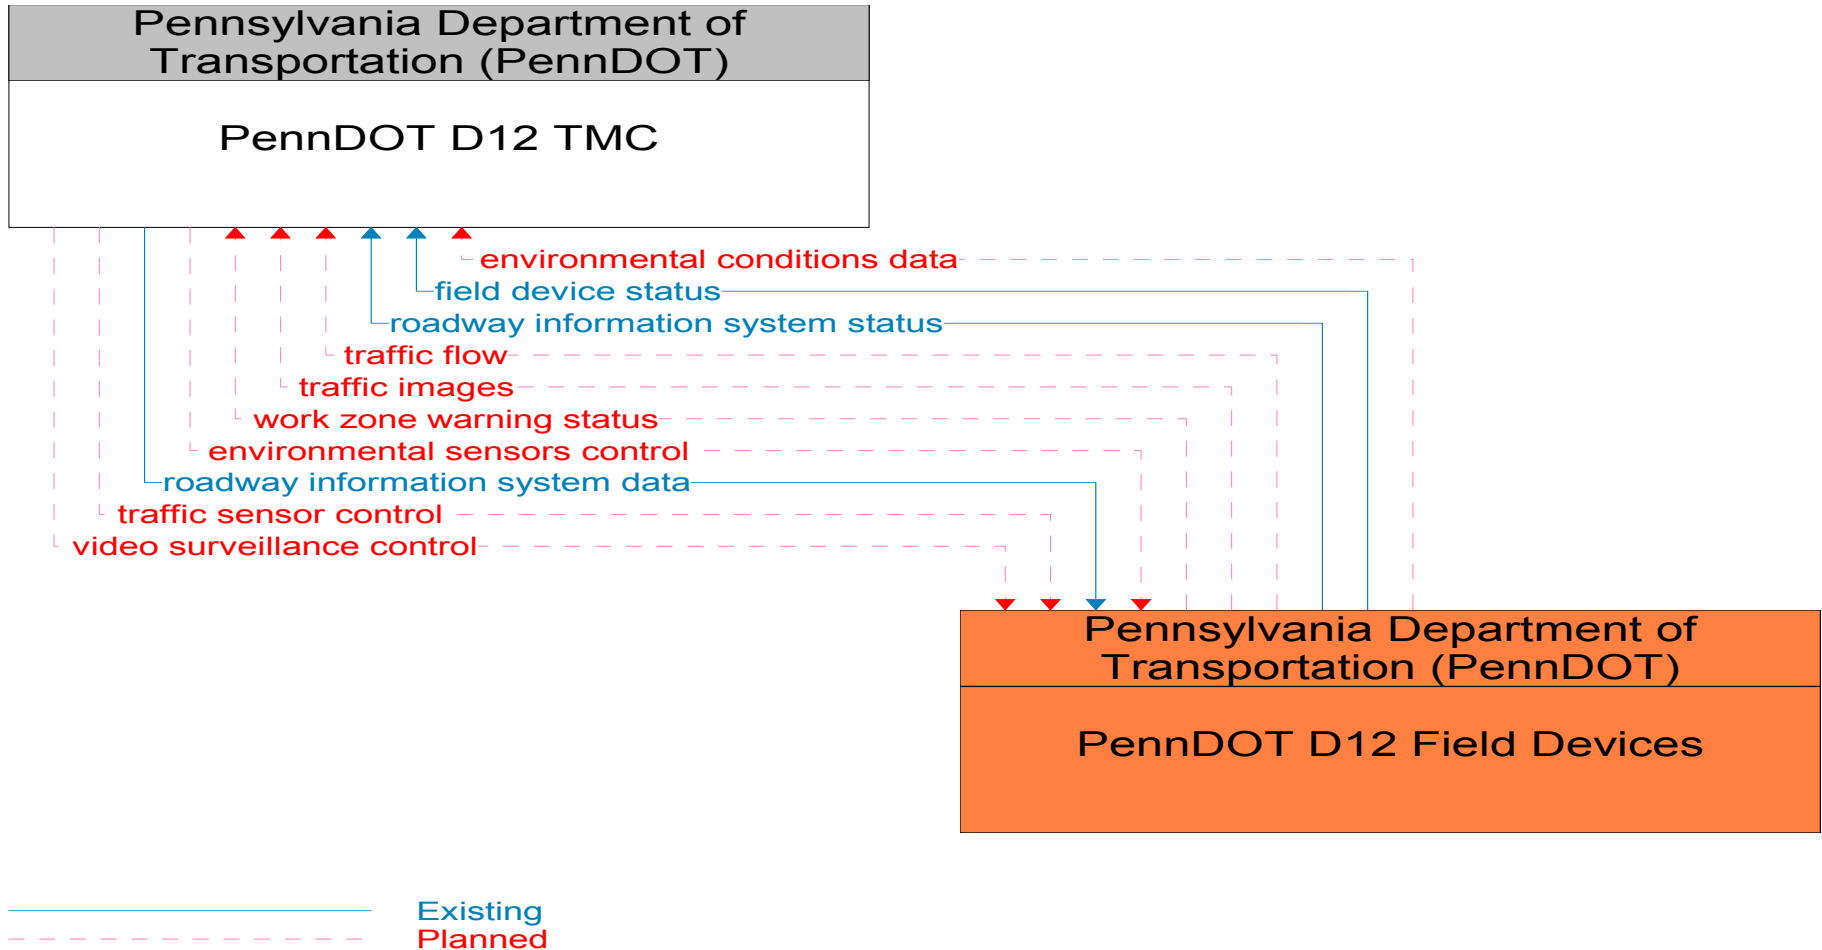 Pennsylvania Department of
Transportation (PennDOT)
PennDOT D12 TMC
environmental conditions data
field device status
roadway information system status
traffic flow
traffic images
work zone warning status
environmental sensors control
roadway information system data
traffic sensor control
video surveillance control
Pennsylvania Department of
Transportation (PennDOT)
PennDOT D12 Field Devices
Existing
Planned